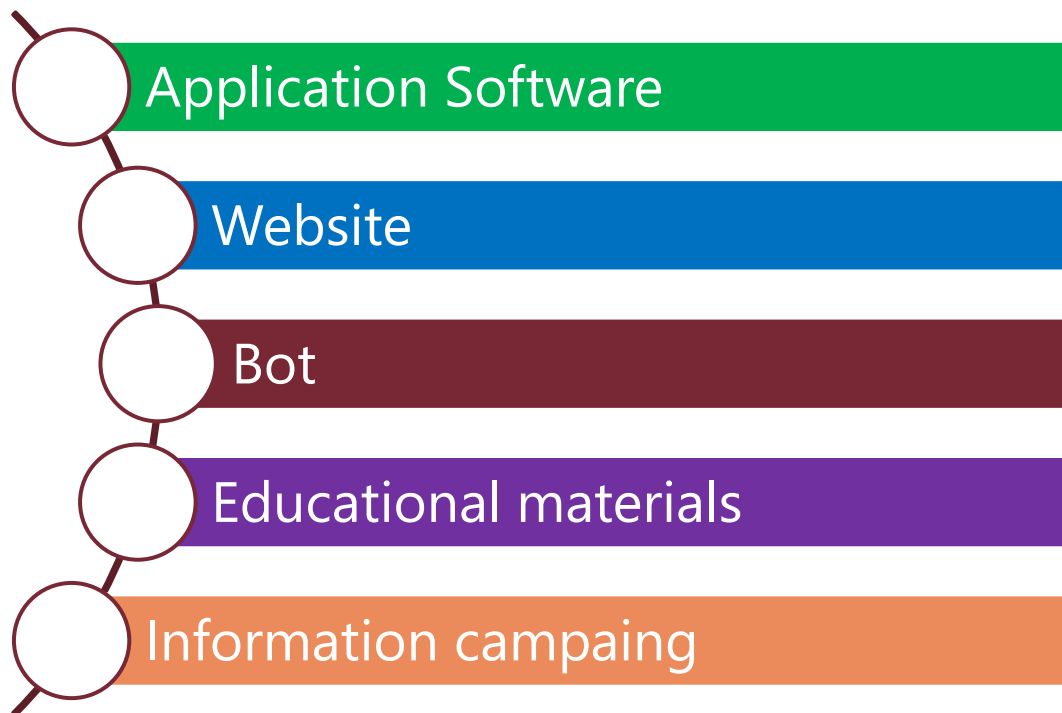 Application Software
Website
Bot
Educational materials
Information campaing